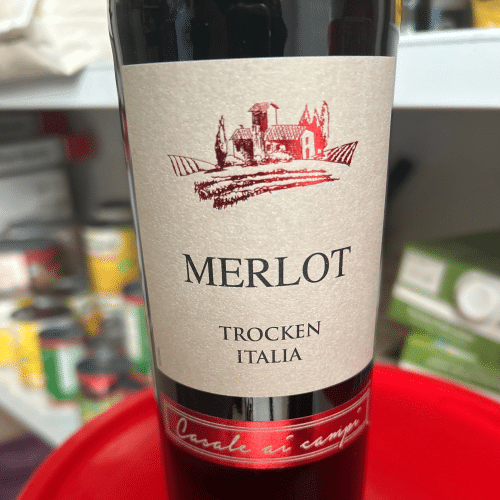 MERLOT
TROCKEN
ITALIA
Casale ai campi